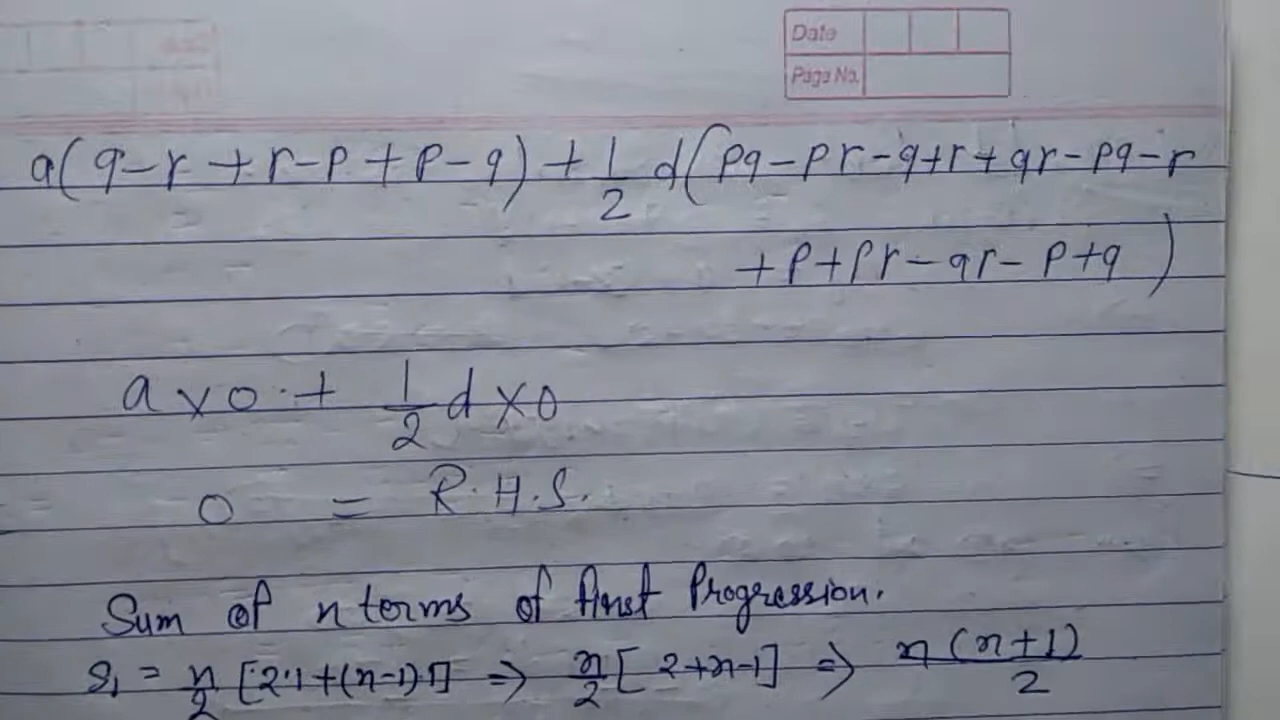 Date
Page No.
a(q-r+r-p+p-q)+1/2 d(pq-pr-q+r+qr-pq-r
+p+pr-qr-p+q)
a×0+ 1/2 d×0
0 = R.H.S.
Sum of n terms of first Progression.
S₁ = n/2 [2·1+(n-1)·1] ⇒ n/2 [2+n-1] ⇒ n(n+1)/2